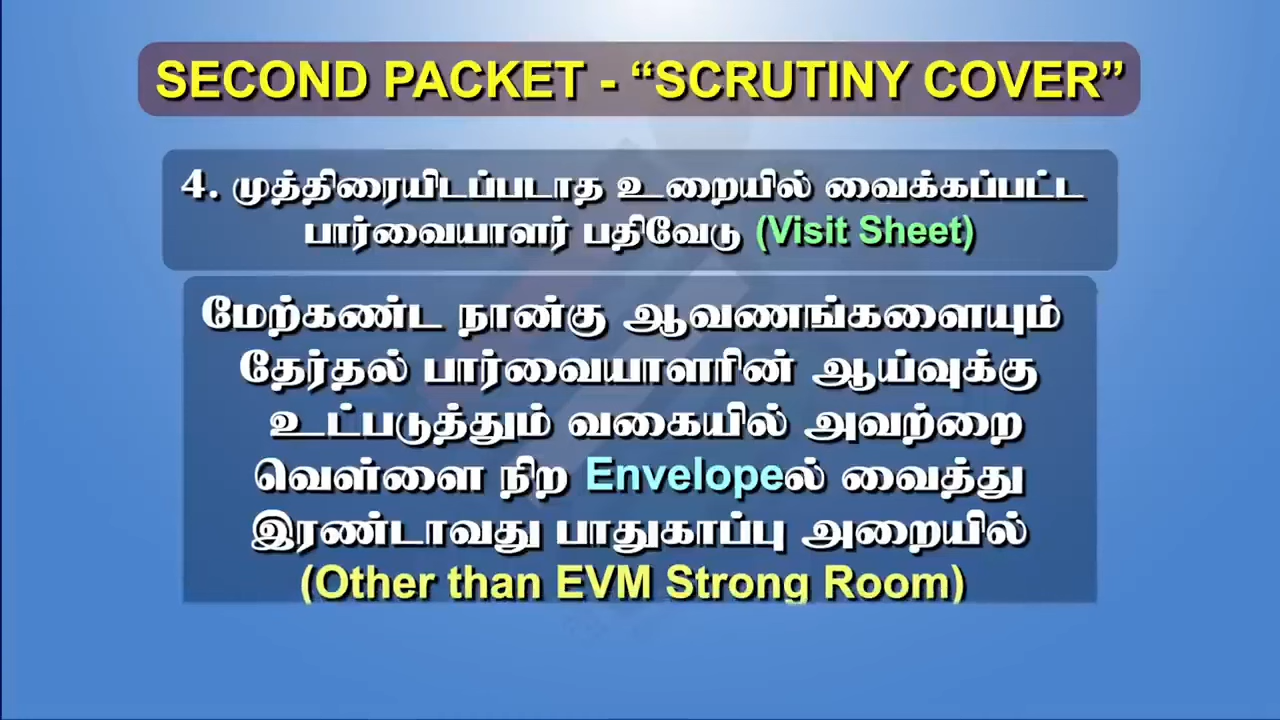 SECOND PACKET - “SCRUTINY COVER”
4. முத்திரையிடப்படாத உறையில் வைக்கப்பட்ட
பார்வையாளர் பதிவேடு (Visit Sheet)
மேற்கண்ட நான்கு ஆவணங்களையும்
தேர்தல் பார்வையாளரின் ஆய்வுக்கு
உட்படுத்தும் வகையில் அவற்றை
வெள்ளை நிற Envelopeல் வைத்து
இரண்டாவது பாதுகாப்பு அறையில்
(Other than EVM Strong Room)